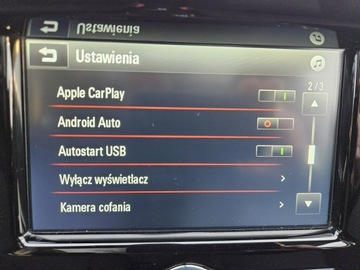 Ustawienia
Ustawienia
Apple CarPlay
2/3
Android Auto
Autostart USB
Wyłącz wyświetlacz
Kamera cofania